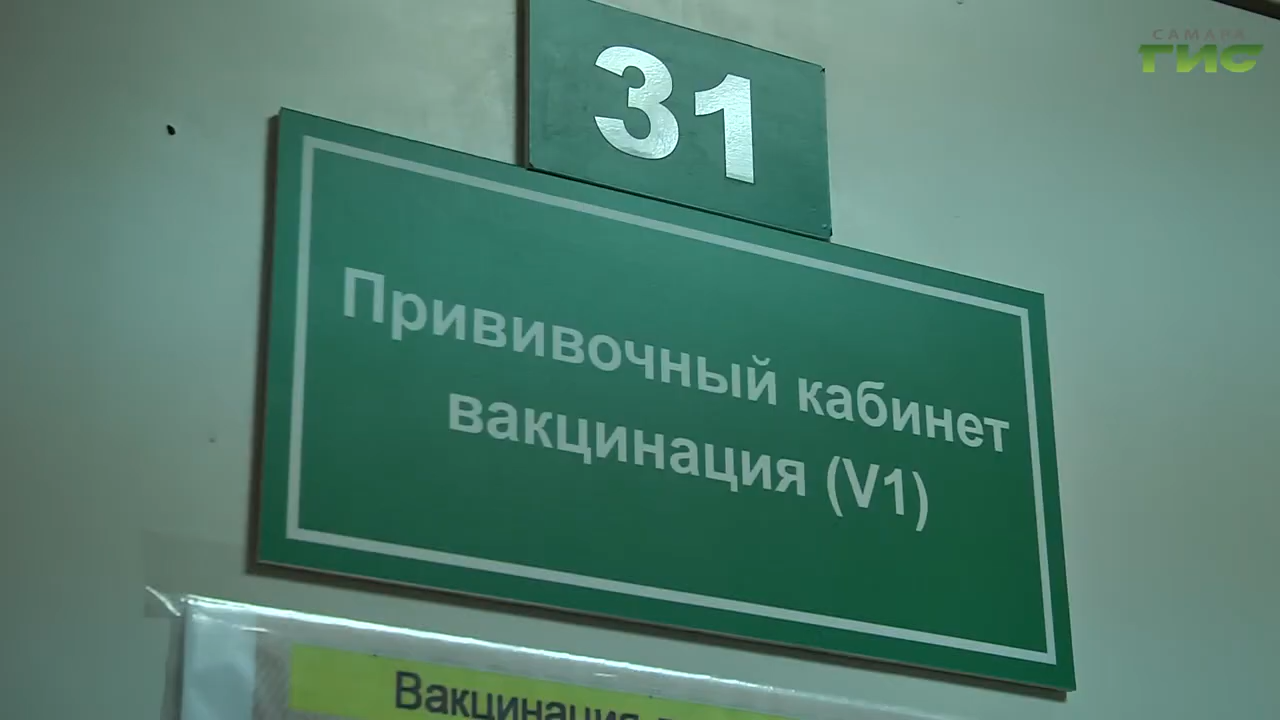 САМАРА
ГИС
31
Прививочный кабинет
вакцинация (V1)
Вакцинация